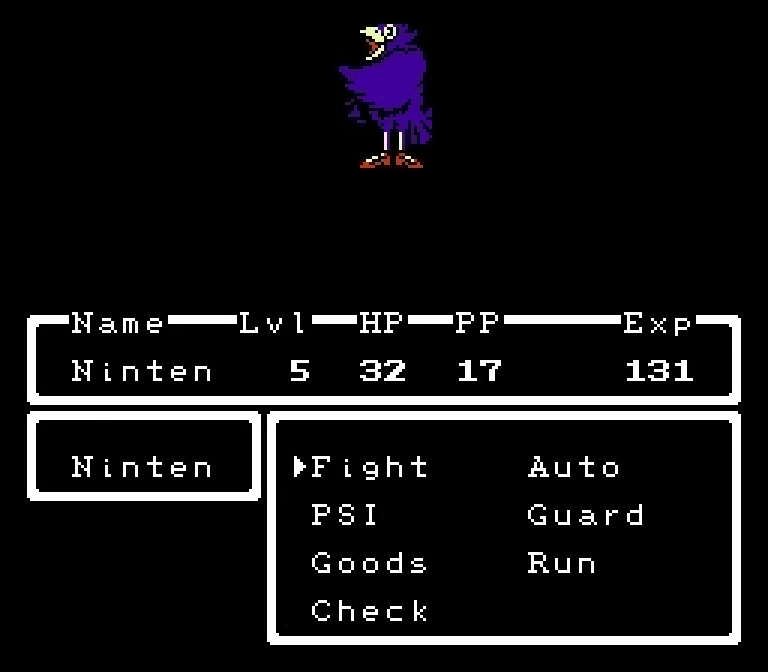 Name Lvl HP PP Exp
Ninten 5 32 17 131
Ninten
Fight Auto
PSI Guard
Goods Run
Check